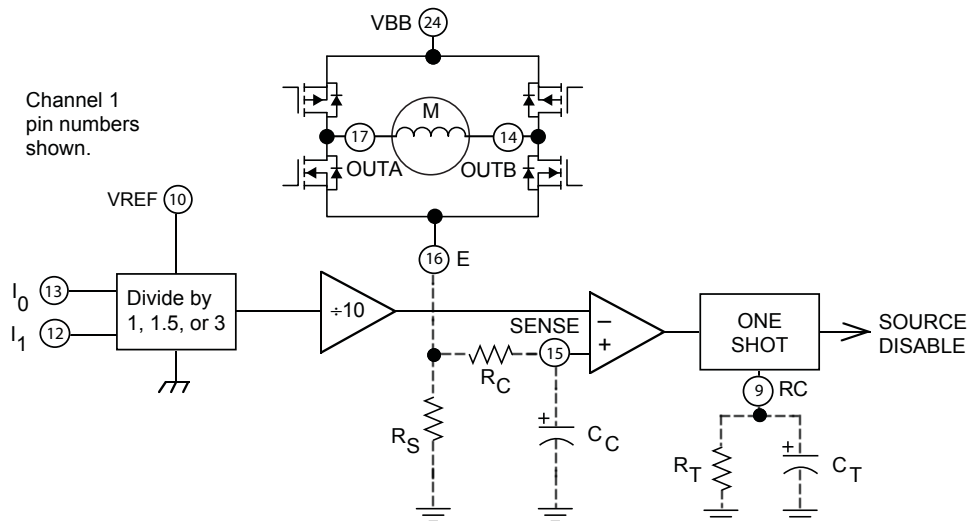 VBB 24
Channel 1
pin numbers
shown.
M
17
14
OUTA
OUTB
VREF 10
16 E
I0 13
I1 12
Divide by
1, 1.5, or 3
÷10
SENSE
15
–
+
ONE
SHOT
SOURCE
DISABLE
9 RC
RC
RS
+
CC
RT
+
CT